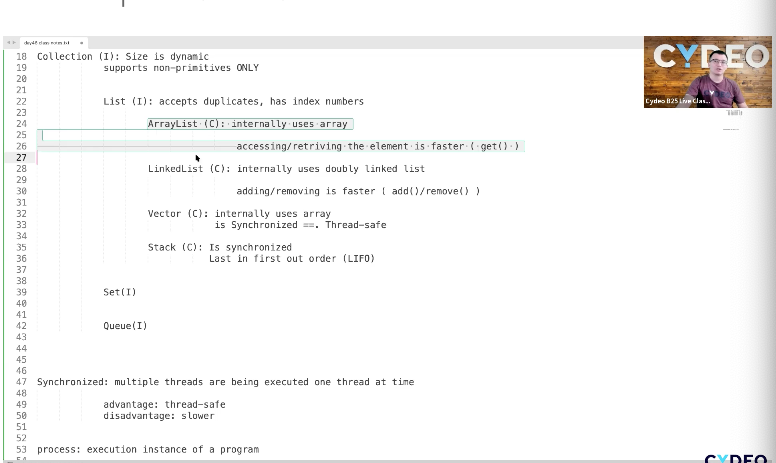 day48-class-notes.txt
CYDEO
Cydeo B25 Live Clas...
18 Collection (I): Size is dynamic
19 supports non-primitives ONLY
20
21
22 List (I): accepts duplicates, has index numbers
23
24 ArrayList (C): internally uses array
25
26 accessing/retriving the element is faster ( get() )
27
28 LinkedList (C): internally uses doubly linked list
29
30 adding/removing is faster ( add()/remove() )
31
32 Vector (C): internally uses array
33 is Synchronized ==. Thread-safe
34
35 Stack (C): Is synchronized
36 Last in first out order (LIFO)
37
38
39 Set(I)
40
41
42 Queue(I)
43
44
45
46
47 Synchronized: multiple threads are being executed one thread at time
48
49 advantage: thread-safe
50 disadvantage: slower
51
52
53 process: execution instance of a program
54
CYDEO